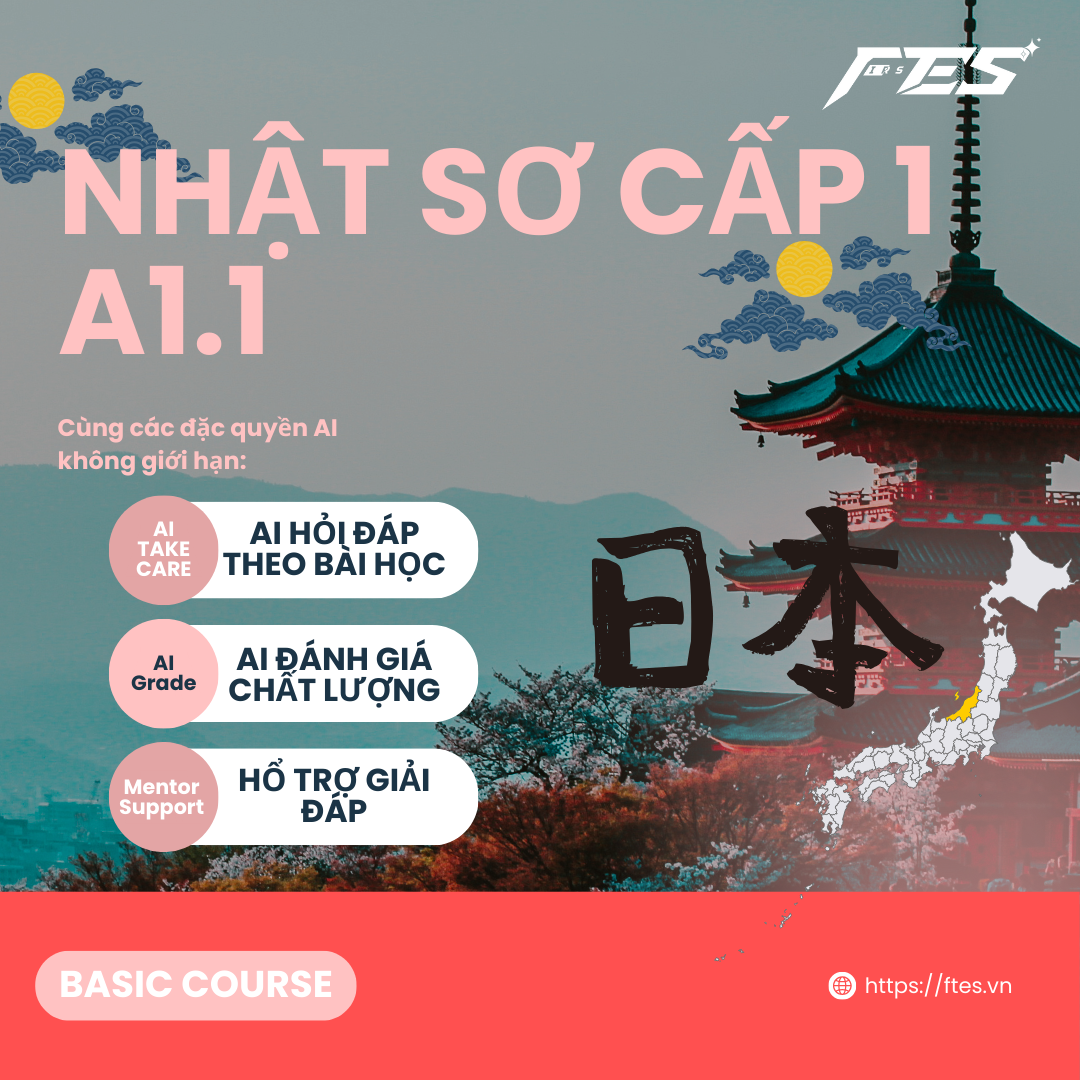 FIRSTES
NHẬT SƠ CẤP 1
A1.1
Cùng các đặc quyền AI
không giới hạn:
AI
TAKE
CARE
AI HỎI ĐÁP
THEO BÀI HỌC
AI
Grade
AI ĐÁNH GIÁ
CHẤT LƯỢNG
Mentor
Support
HỔ TRỢ GIẢI
ĐÁP
日本
BASIC COURSE
https://ftes.vn